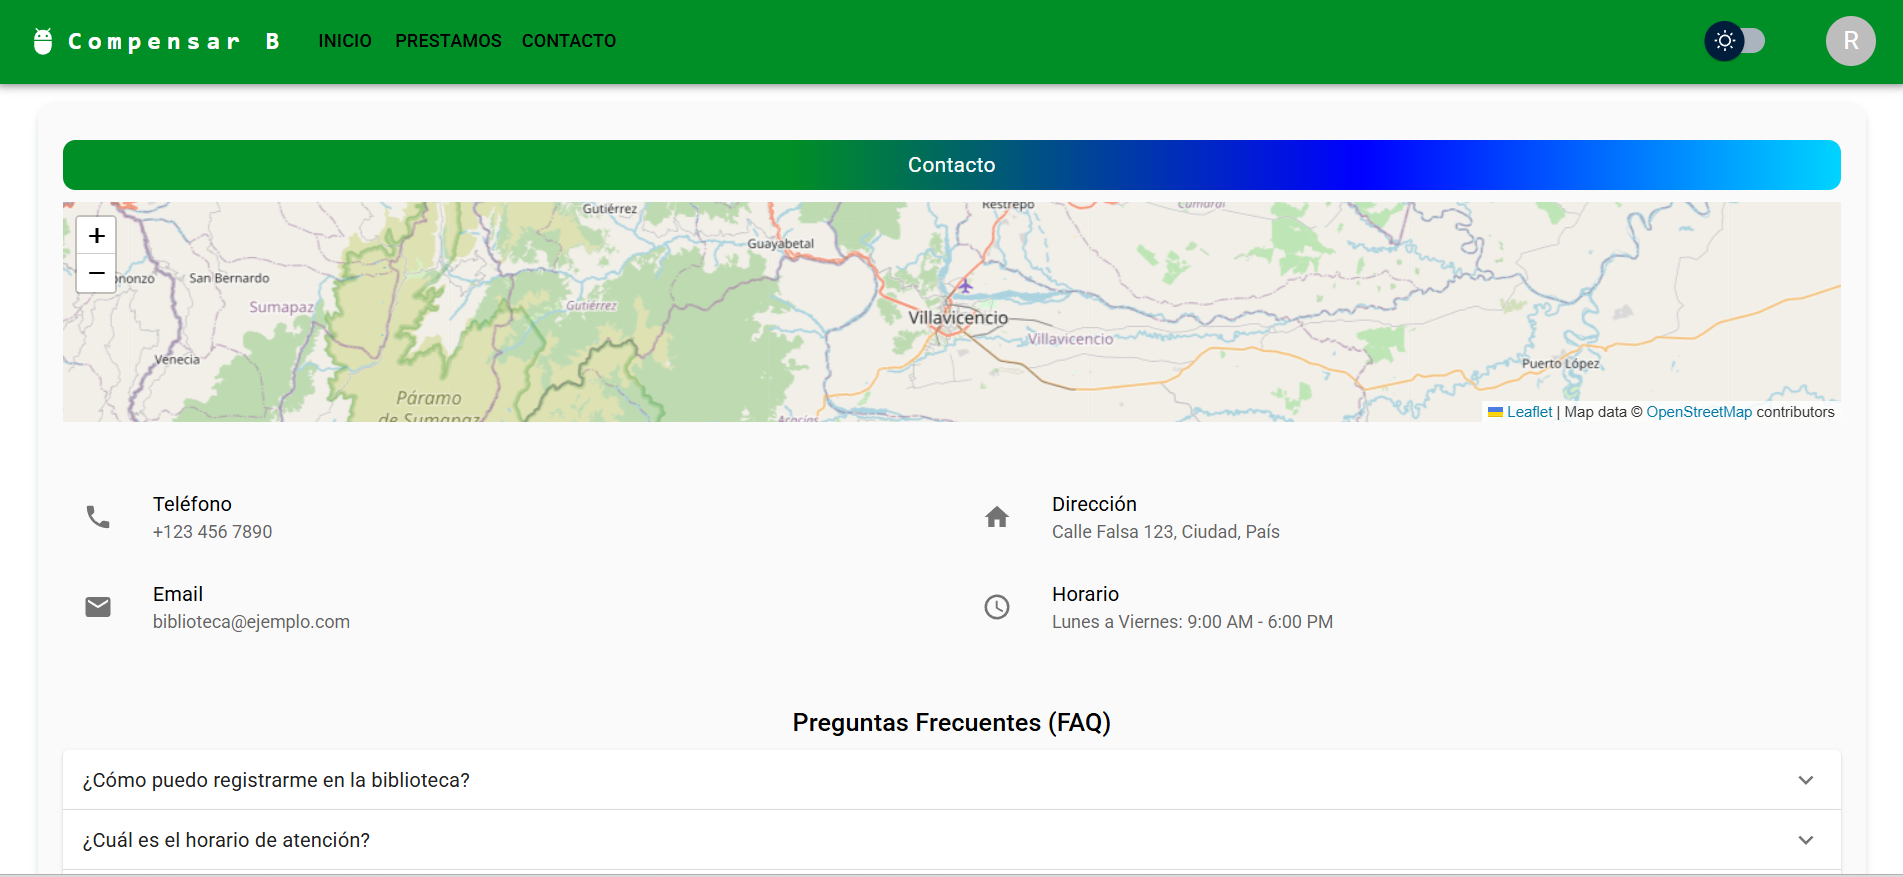 Compensar B INICIO PRESTAMOS CONTACTO
R
Contacto
+
−
Gutiérrez
Restrepo
Cumaral
Guayabetal
San Bernardo
Sumapaz
Gutiérrez
Villavicencio
Villavicencio
Venecia
Puerto López
Páramo
de Sumapaz
Acacías
Leaflet | Map data © OpenStreetMap contributors
Teléfono
+123 456 7890
Dirección
Calle Falsa 123, Ciudad, País
Email
biblioteca@ejemplo.com
Horario
Lunes a Viernes: 9:00 AM - 6:00 PM
Preguntas Frecuentes (FAQ)
¿Cómo puedo registrarme en la biblioteca?
¿Cuál es el horario de atención?